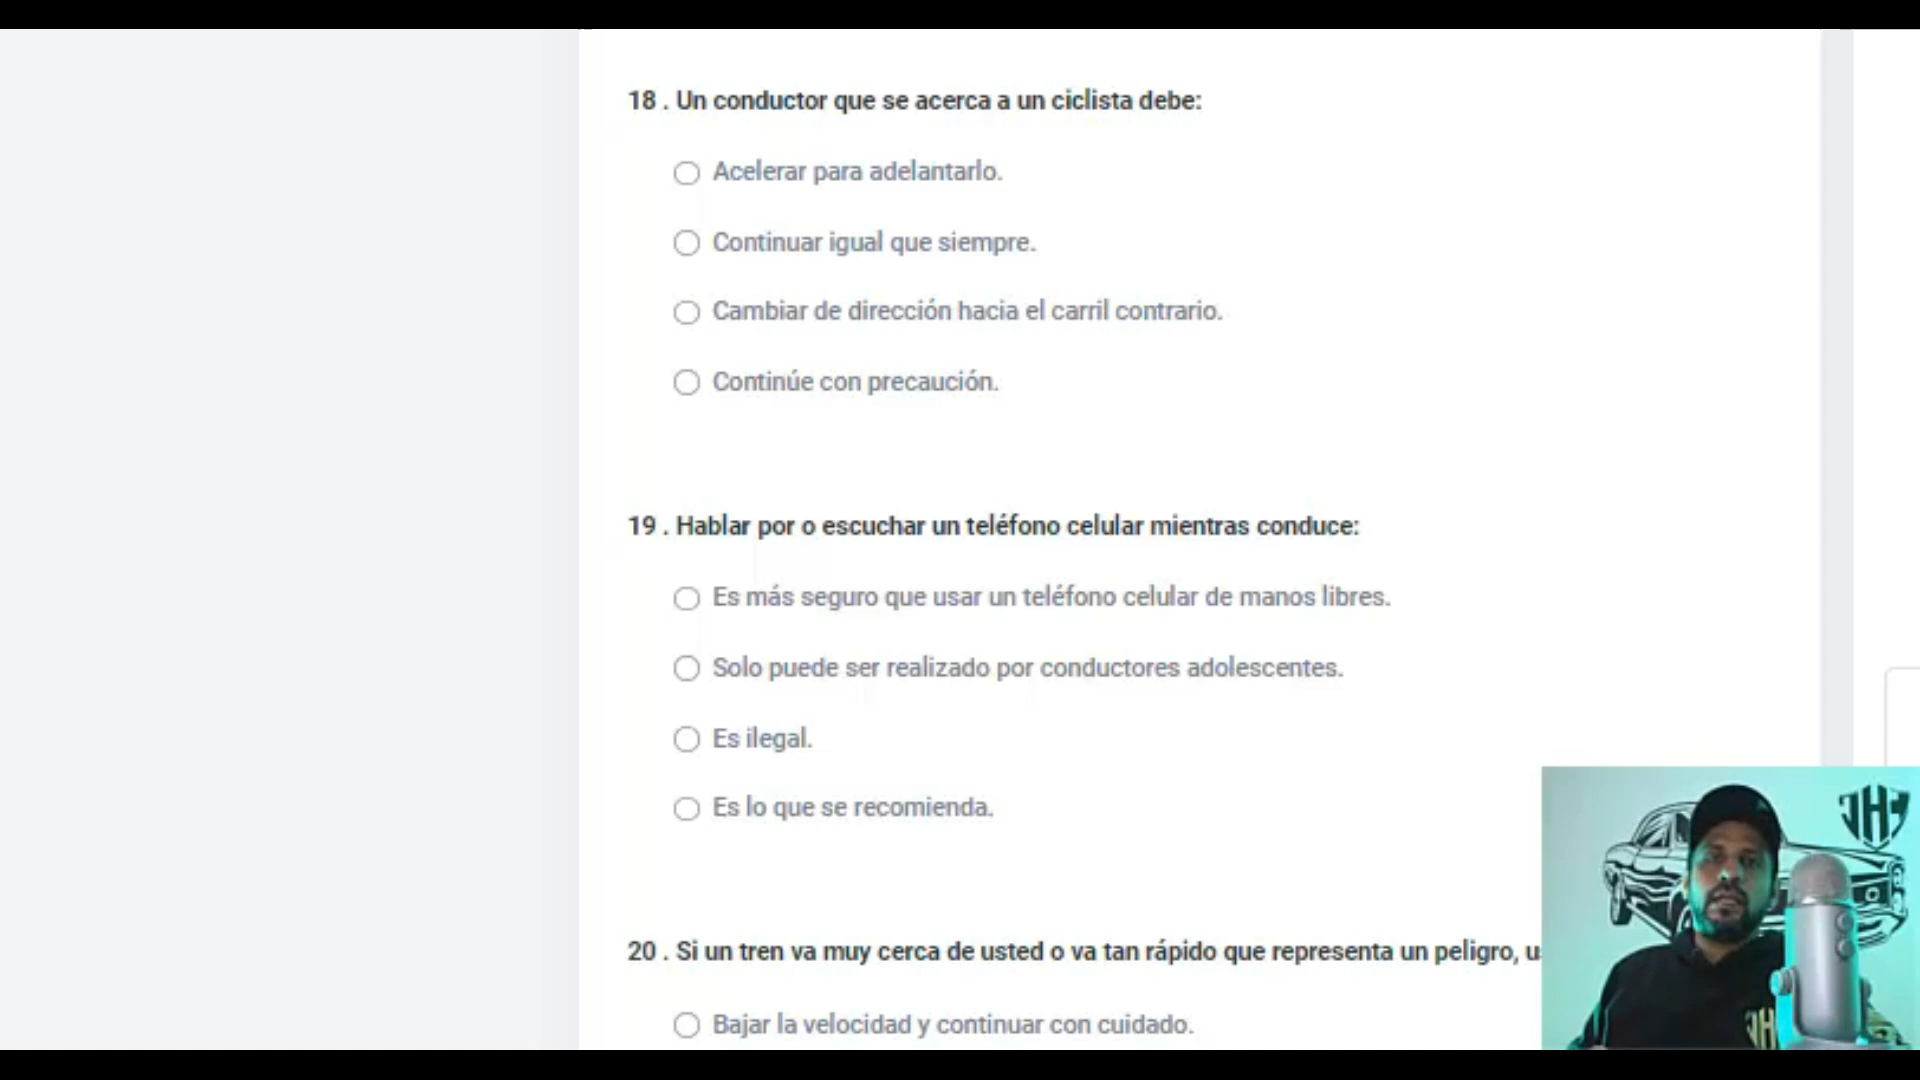 18 . Un conductor que se acerca a un ciclista debe:
Acelerar para adelantarlo.
Continuar igual que siempre.
Cambiar de dirección hacia el carril contrario.
Continúe con precaución.
19 . Hablar por o escuchar un teléfono celular mientras conduce:
Es más seguro que usar un teléfono celular de manos libres.
Solo puede ser realizado por conductores adolescentes.
Es ilegal.
Es lo que se recomienda.
20 . Si un tren va muy cerca de usted o va tan rápido que representa un peligro,
Bajar la velocidad y continuar con cuidado.